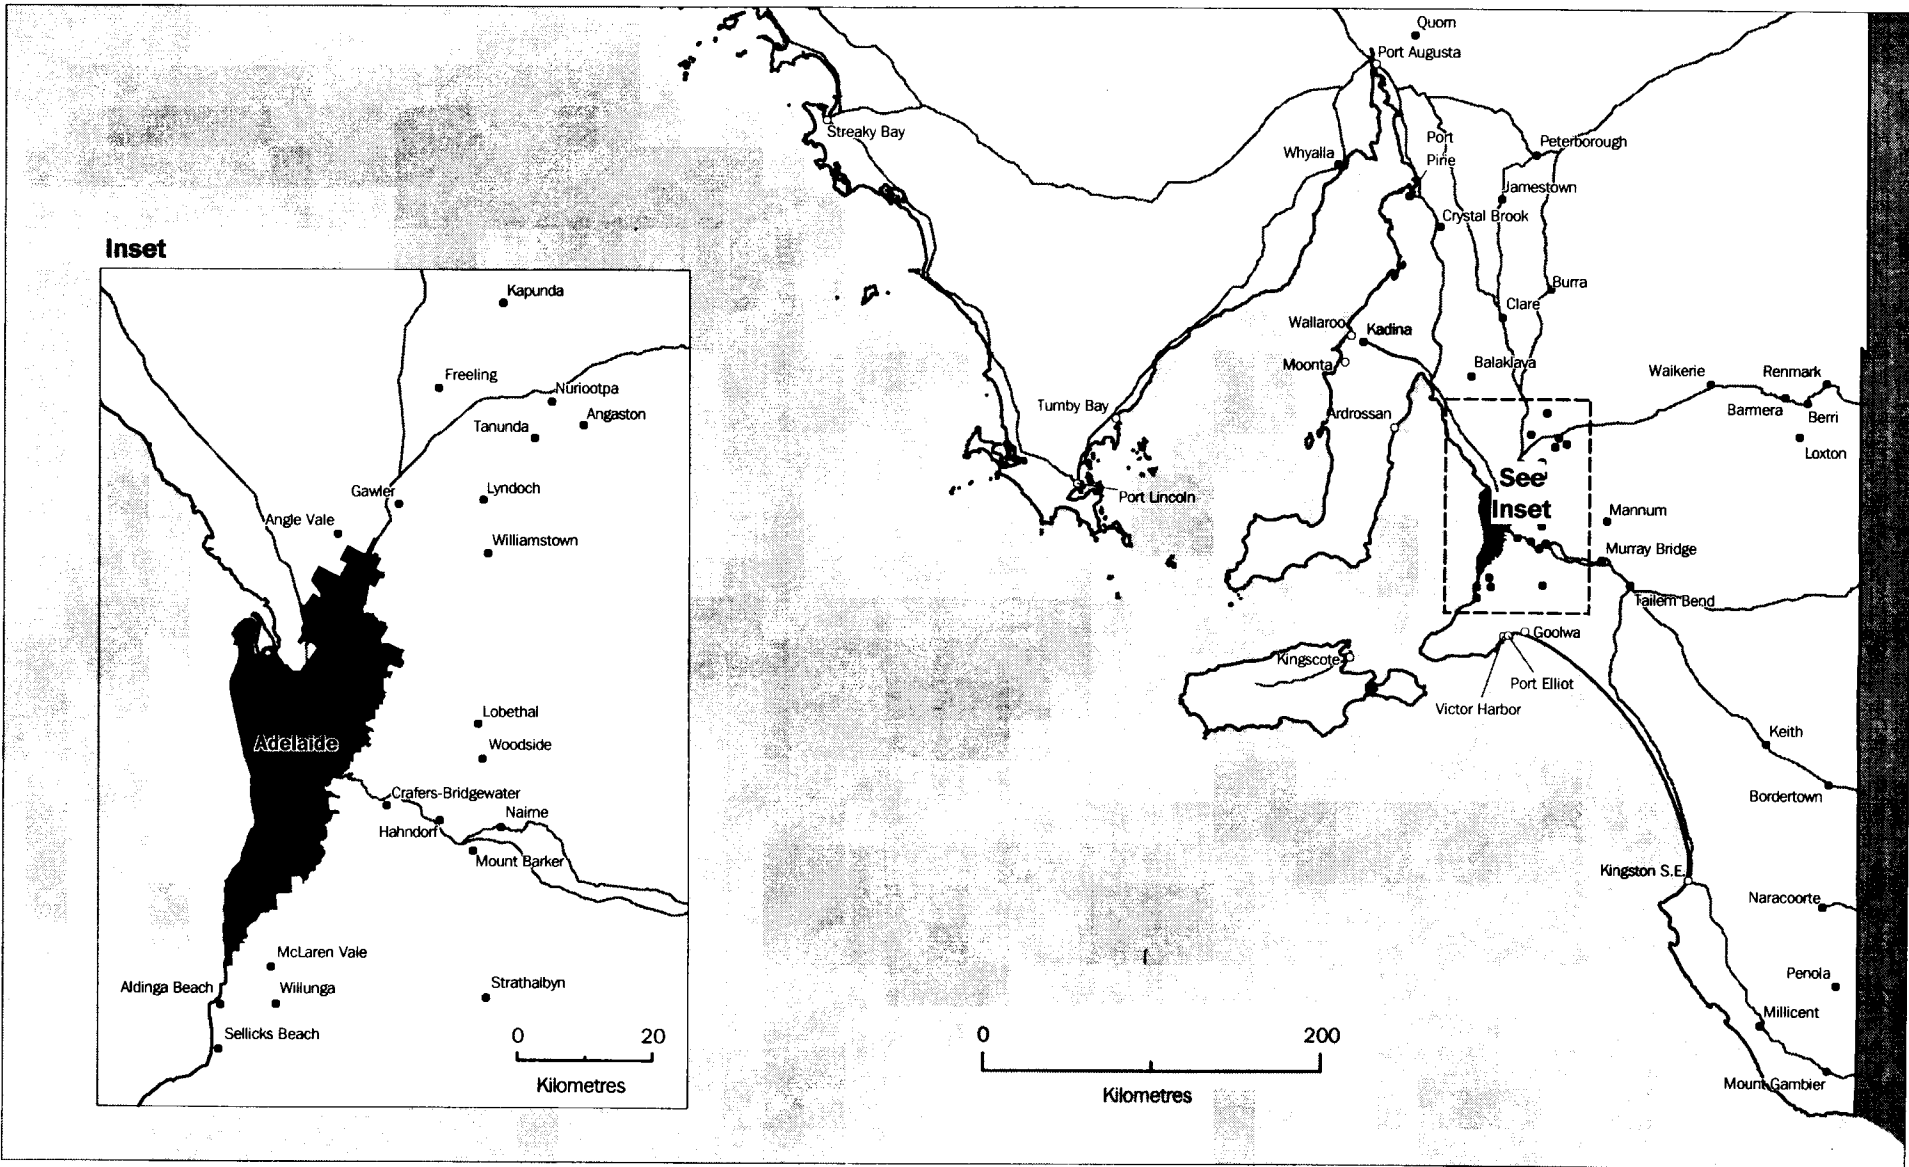 Quorn
Port Augusta
Streaky Bay
Whyalla
Port
Pirie
Peterborough
Jamestown
Crystal Brook
Burra
Clare
Wallaroo
Kadina
Moonta
Balaklava
Waikerie
Renmark
Barmera
Berri
Loxton
Tumby Bay
Ardrossan
Port Lincoln
See
Inset
Mannum
Murray Bridge
Tailem Bend
Goolwa
Kingscote
Port Elliot
Victor Harbor
Keith
Bordertown
Kingston S.E.
Naracoorte
Penola
Millicent
Mount Gambier
0 200
Kilometres
Inset
Kapunda
Freeling
Nuriootpa
Angaston
Tanunda
Gawler
Lyndoch
Angle Vale
Williamstown
Lobethal
Adelaide
Woodside
Crafers-Bridgewater
Nairne
Hahndorf
Mount Barker
McLaren Vale
Aldinga Beach
Willunga
Strathalbyn
Sellicks Beach
0 20
Kilometres